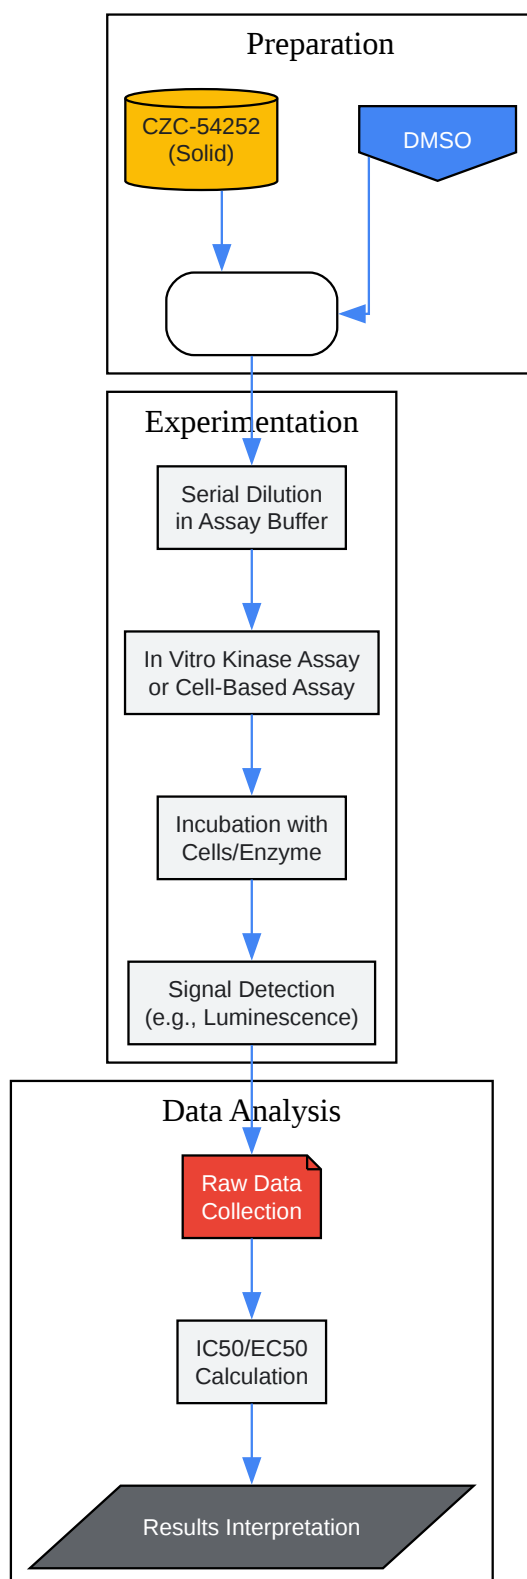 Preparation
CZC-54252
(Solid)
DMSO
Experimentation
Serial Dilution
in Assay Buffer
In Vitro Kinase Assay
or Cell-Based Assay
Incubation with
Cells/Enzyme
Signal Detection
(e.g., Luminescence)
Data Analysis
Raw Data
Collection
IC50/EC50
Calculation
Results Interpretation